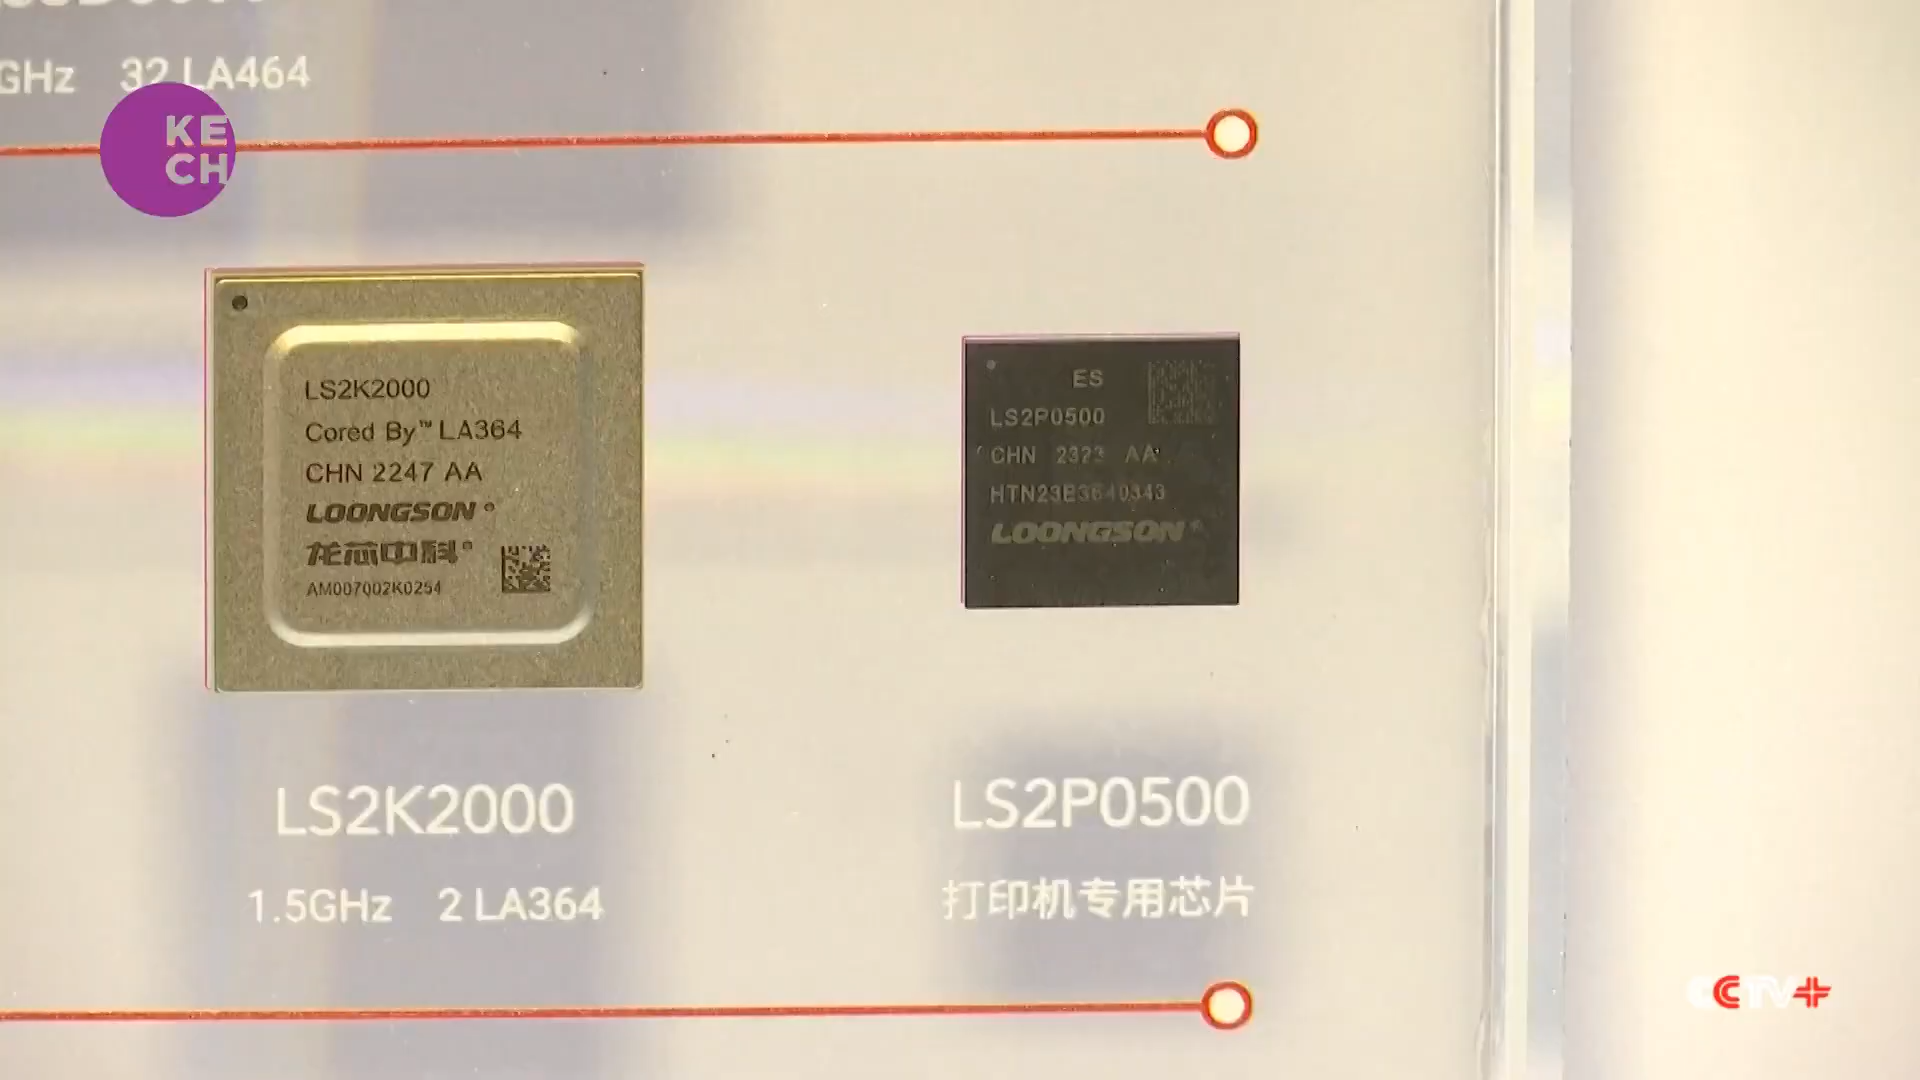 GHz 32 LA464
KE
CH
LS2K2000
Cored By™ LA364
CHN 2247 AA
LOONGSON
龙芯中科
AM007002K0254
ES
LS2P0500
CHN 2323 AA
HTN23E3640343
LOONGSON
LS2K2000
1.5GHz 2 LA364
LS2P0500
打印机专用芯片
CCTV+